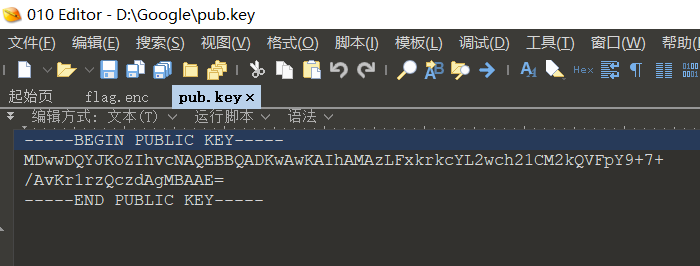 010 Editor - D:\Google\pub.key
文件(F) 编辑(E) 搜索(S) 视图(V) 格式(O) 脚本(I) 模板(L) 调试(D) 工具(T) 窗口(W) 帮助(
Hex
起始页 flag.enc pub.key ×
编辑方式: 文本(T) 运行脚本 语法
-----BEGIN PUBLIC KEY-----
MDwwDQYJKoZIhvcNAQEBBQADKwAwKAIhAMAzLFxkrkcYL2wch21CM2kQVFpY9+7+
/AvKr1rzQczdAgMBAAE=
-----END PUBLIC KEY-----